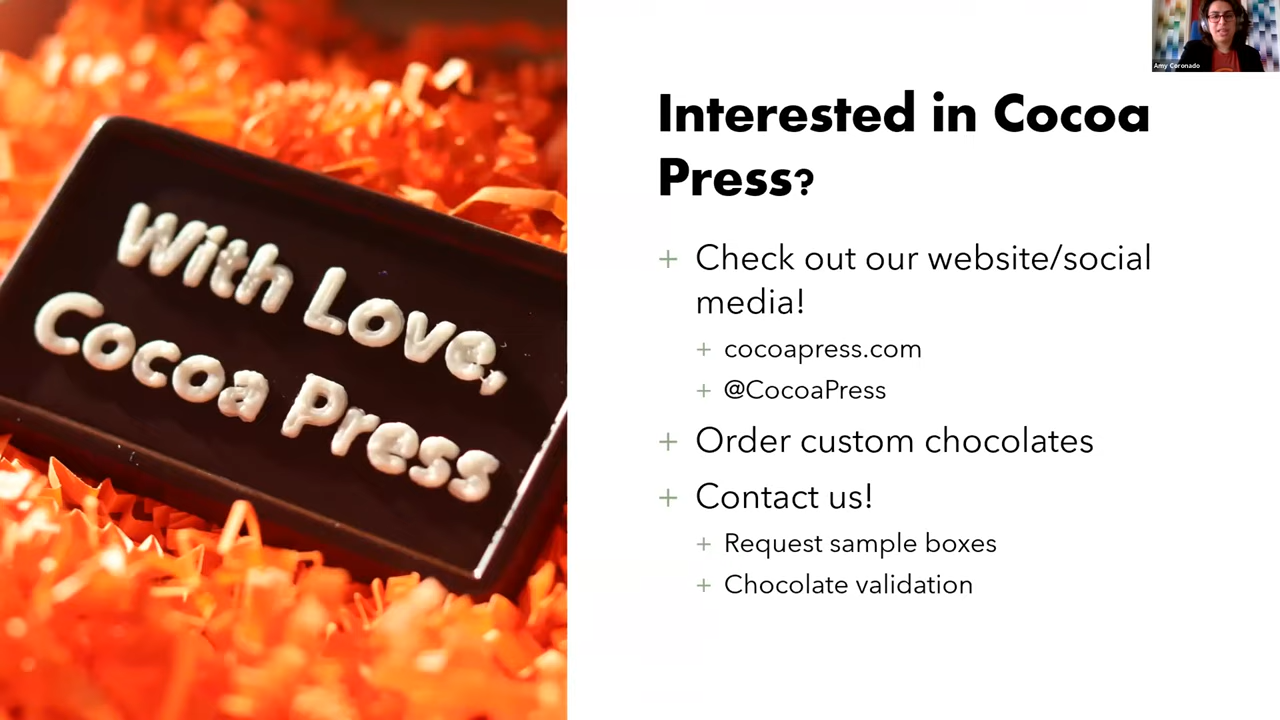 With Love,
Cocoa Press
Amy Coronado
Interested in Cocoa
Press?
+ Check out our website/social
media!
+ cocoapress.com
+ @CocoaPress
+ Order custom chocolates
+ Contact us!
+ Request sample boxes
+ Chocolate validation